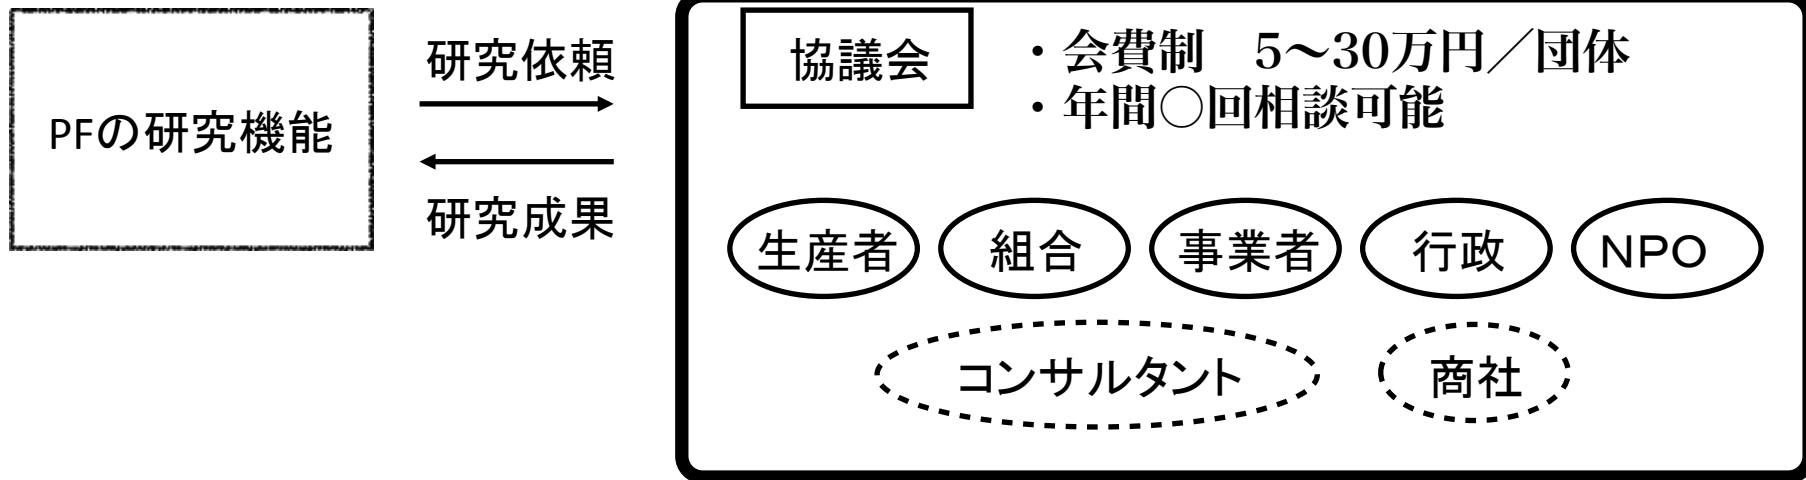 PFの研究機能
研究依頼
研究成果
協議会
・会費制　5〜30万円／団体
・年間〇回相談可能
生産者
組合
事業者
行政
NPO
コンサルタント
商社